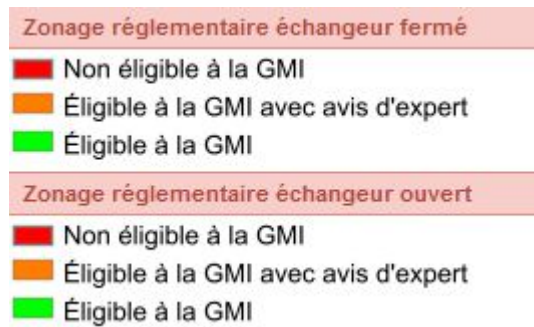 Zonage réglementaire échangeur fermé
Non éligible à la GMI
Éligible à la GMI avec avis d'expert
Éligible à la GMI
Zonage réglementaire échangeur ouvert
Non éligible à la GMI
Éligible à la GMI avec avis d'expert
Éligible à la GMI